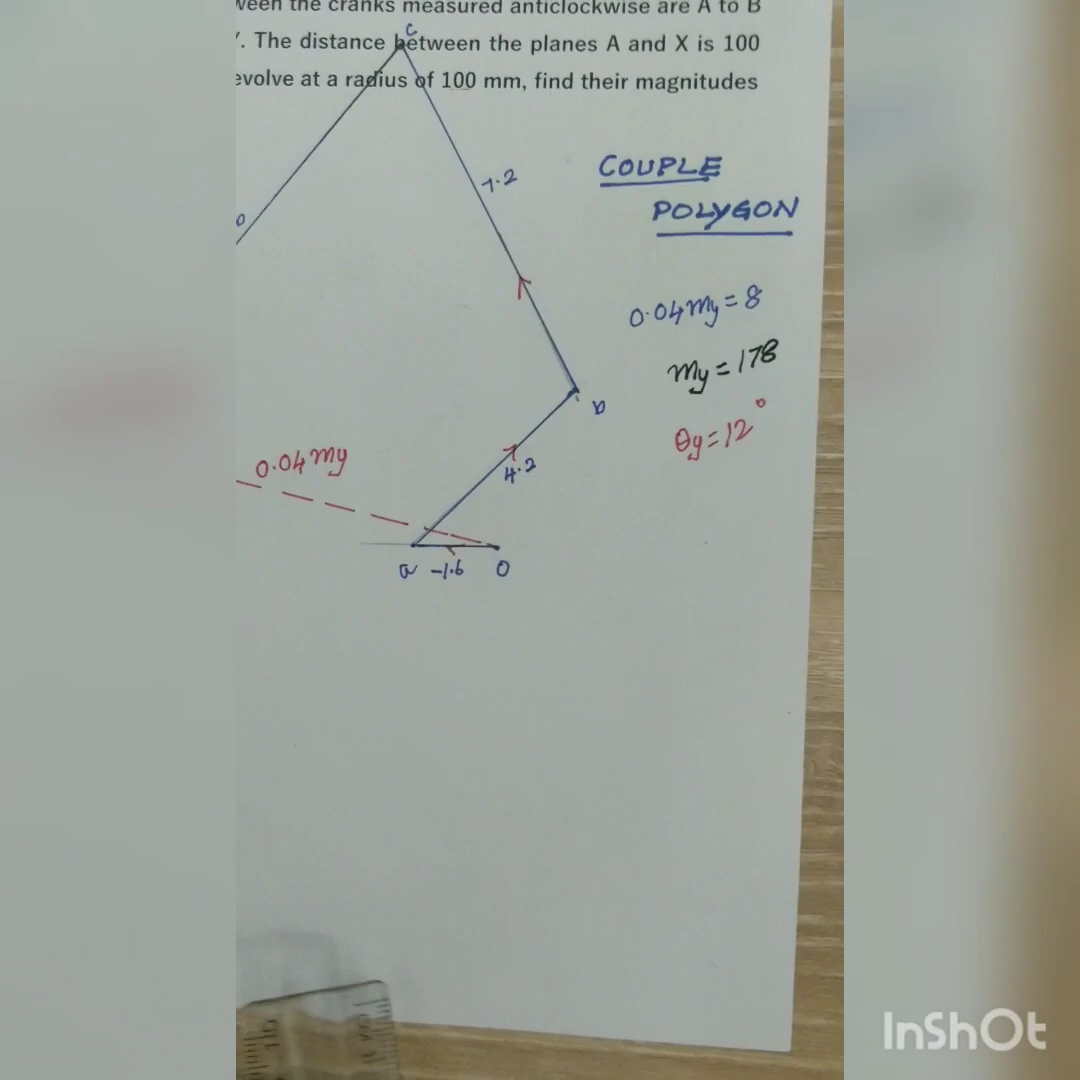 ween the cranks measured anticlockwise are A to B
'. The distance between the planes A and X is 100
evolve at a radius of 100 mm, find their magnitudes
C
COUPLE
POLYGON
7.2
D
0.04my = 8
my = 178
θy = 12°
b
0.04my
4.2
a -1.6 O
InShOt